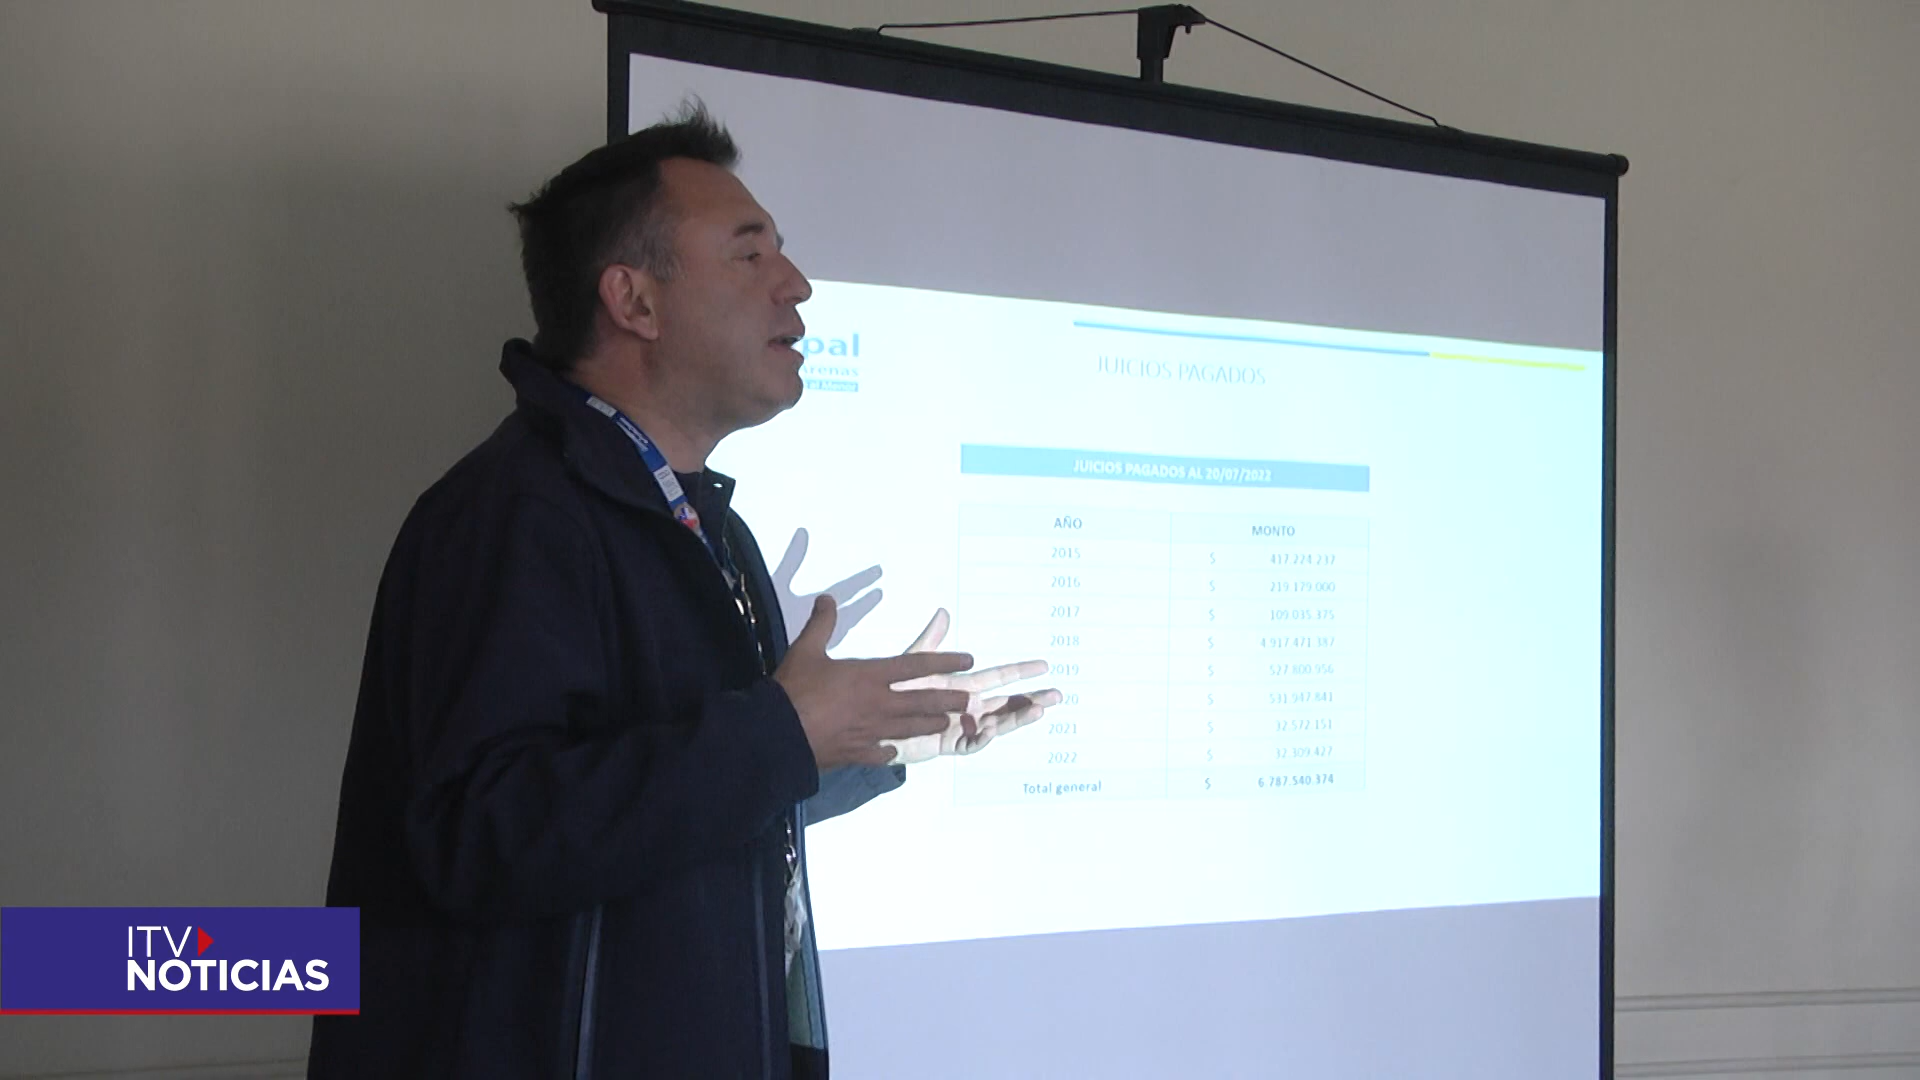 pal
Arenas
JUICIOS PAGADOS
JUICIOS PAGADOS AL 20/07/2022
AÑO MONTO
2015 $ 417.224.237
2016 $ 219.179.000
2017 $ 109.035.375
2018 $ 4.917.471.387
2019 $ 527.800.956
20 $ 531.947.841
2021 $ 32.572.151
2022 $ 32.309.427
Total general $ 6.787.540.374
ITV
NOTICIAS